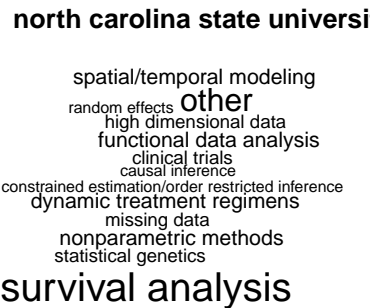 north carolina state universi
spatial/temporal modeling
random effects other
high dimensional data
functional data analysis
clinical trials
causal inference
constrained estimation/order restricted inference
dynamic treatment regimens
missing data
nonparametric methods
statistical genetics
survival analysis